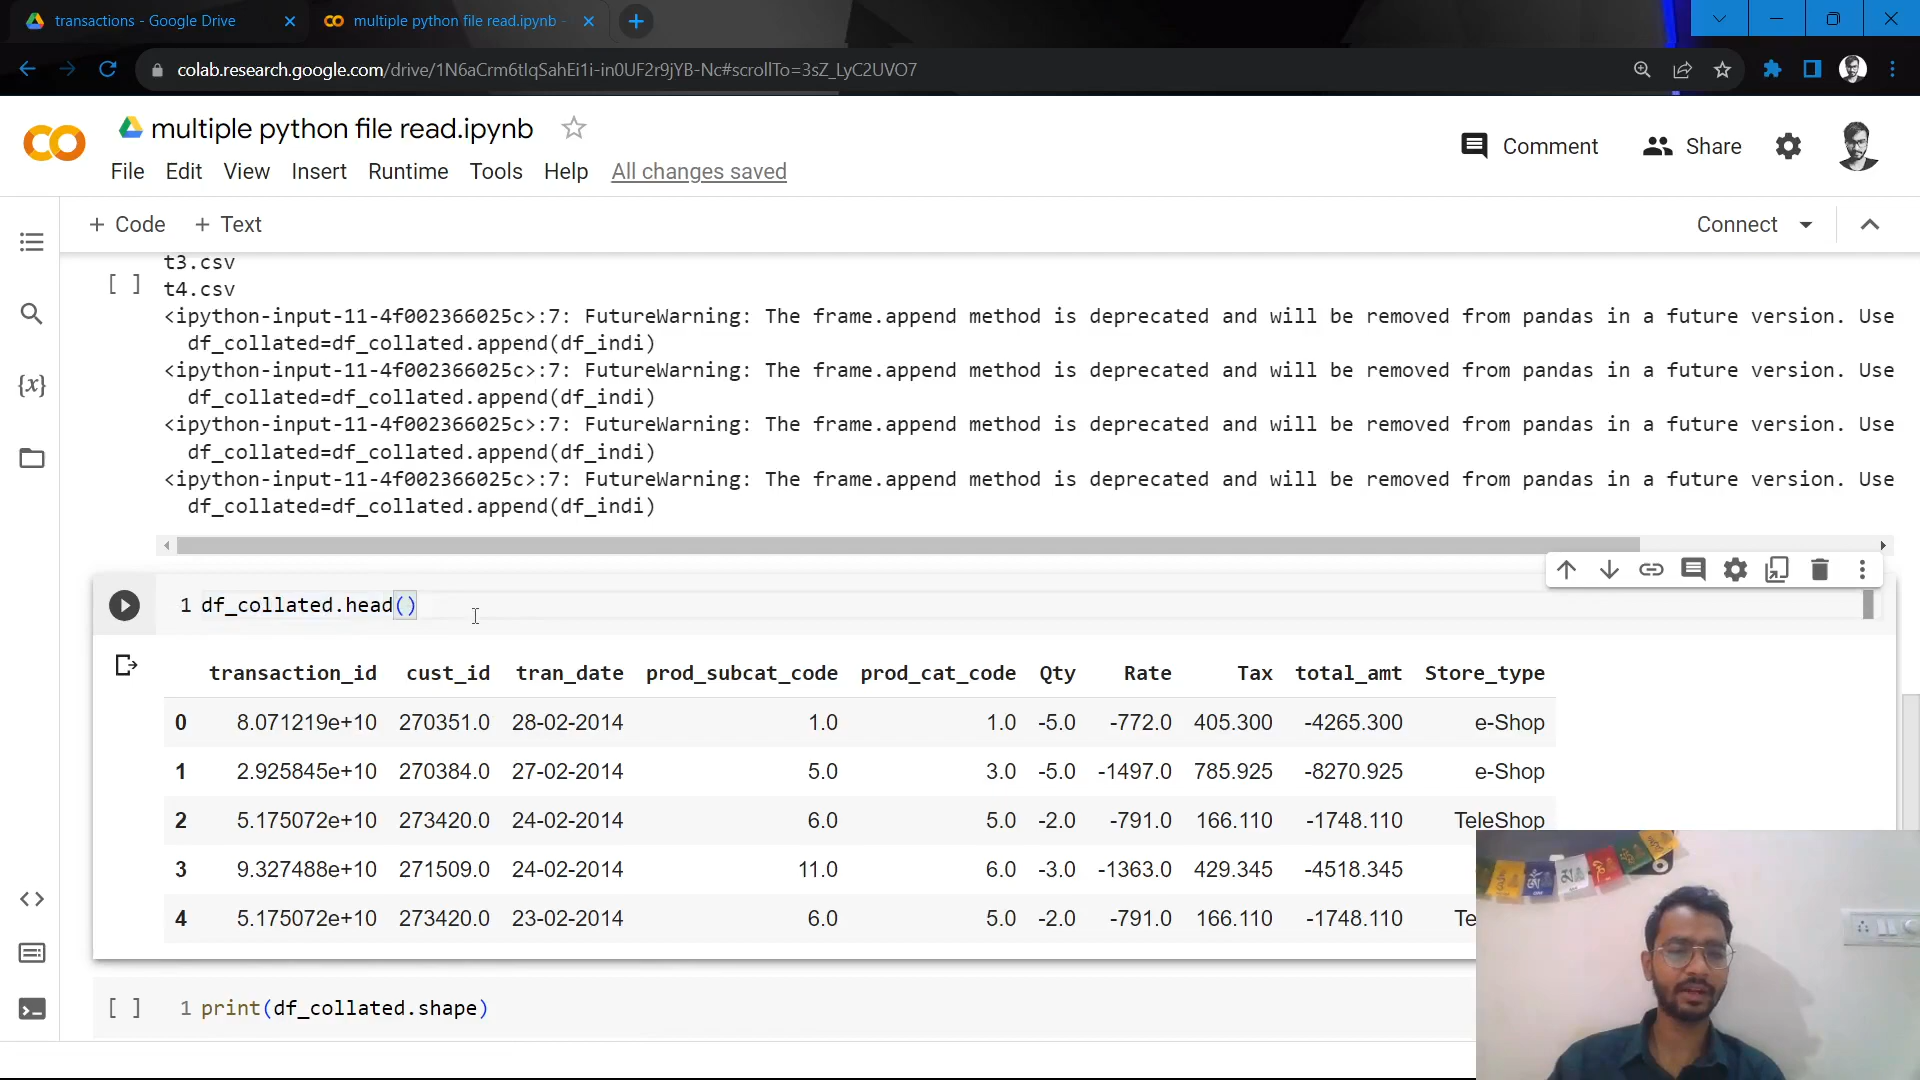 transactions - Google Drive
multiple python file read.ipynb -
colab.research.google.com/drive/1N6aCrm6tIqSahEi1i-in0UF2r9jYB-Nc#scrollTo=3sZ_LyC2UVO7
CO
multiple python file read.ipynb
Comment
Share
File Edit View Insert Runtime Tools Help All changes saved
+ Code + Text
Connect
t3.csv
[ ]
t4.csv
<ipython-input-11-4f002366025c>:7: FutureWarning: The frame.append method is deprecated and will be removed from pandas in a future version. Use
df_collated=df_collated.append(df_indi)
<ipython-input-11-4f002366025c>:7: FutureWarning: The frame.append method is deprecated and will be removed from pandas in a future version. Use
df_collated=df_collated.append(df_indi)
<ipython-input-11-4f002366025c>:7: FutureWarning: The frame.append method is deprecated and will be removed from pandas in a future version. Use
df_collated=df_collated.append(df_indi)
<ipython-input-11-4f002366025c>:7: FutureWarning: The frame.append method is deprecated and will be removed from pandas in a future version. Use
df_collated=df_collated.append(df_indi)
1 df_collated.head()
transaction_id cust_id tran_date prod_subcat_code prod_cat_code Qty Rate Tax total_amt Store_type
0 8.071219e+10 270351.0 28-02-2014 1.0 1.0 -5.0 -772.0 405.300 -4265.300 e-Shop
1 2.925845e+10 270384.0 27-02-2014 5.0 3.0 -5.0 -1497.0 785.925 -8270.925 e-Shop
2 5.175072e+10 273420.0 24-02-2014 6.0 5.0 -2.0 -791.0 166.110 -1748.110 TeleShop
3 9.327488e+10 271509.0 24-02-2014 11.0 6.0 -3.0 -1363.0 429.345 -4518.345
4 5.175072e+10 273420.0 23-02-2014 6.0 5.0 -2.0 -791.0 166.110 -1748.110 Te
[ ] 1 print(df_collated.shape)
{x}